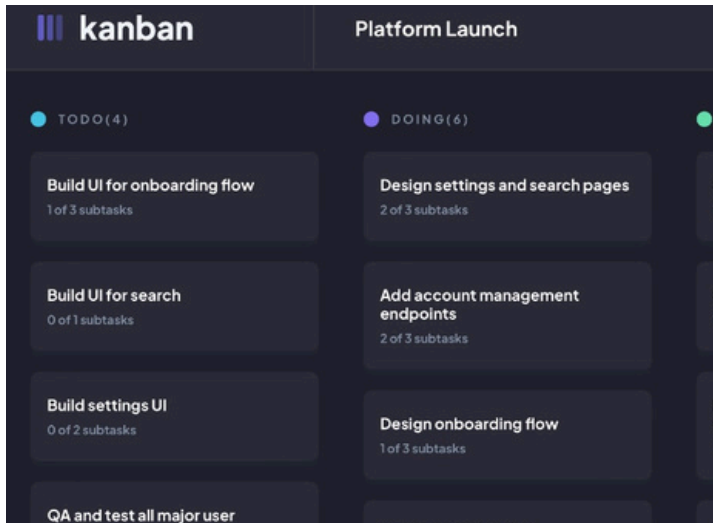 kanban
Platform Launch
TODO(4)
Build UI for onboarding flow
1 of 3 subtasks
Build UI for search
0 of 1 subtasks
Build settings UI
0 of 2 subtasks
QA and test all major user
DOING(6)
Design settings and search pages
2 of 3 subtasks
Add account management
endpoints
2 of 3 subtasks
Design onboarding flow
1 of 3 subtasks